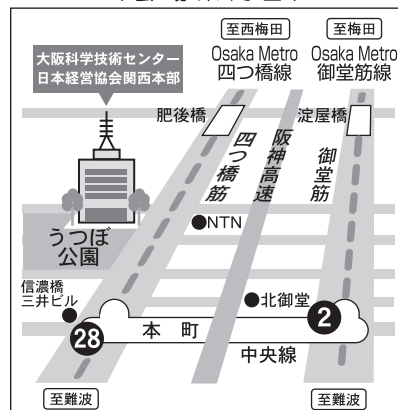 至西梅田
至梅田
大阪科学技術センター
日本経営協会関西本部
Osaka Metro
四つ橋線
Osaka Metro
御堂筋線
肥後橋
淀屋橋
四つ橋筋
阪神高速
御堂筋
NTN
うつぼ
公園
信濃橋
三井ビル
北御堂
28
本町
2
中央線
至難波
至難波